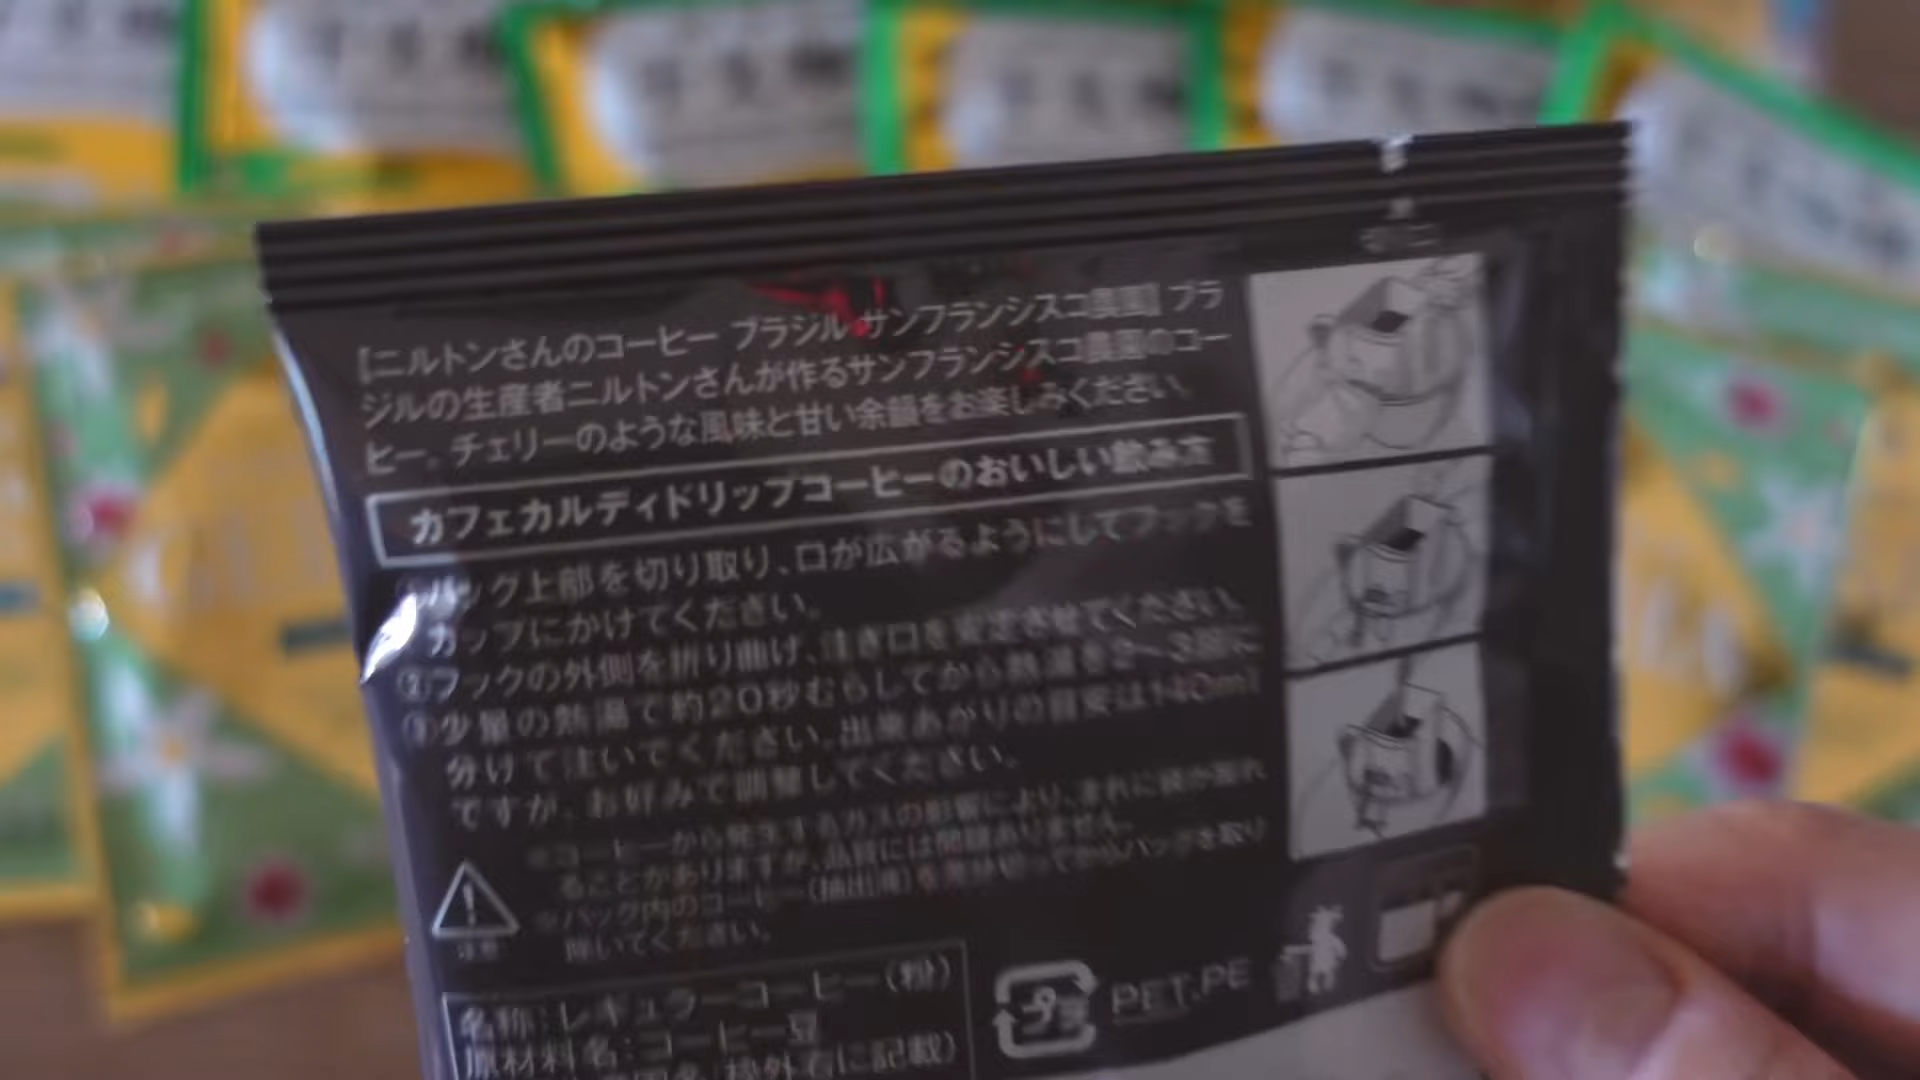 【ニルトンさんのコーヒー ブラジル サンフランシスコ農園】ブラ
ジルの生産者ニルトンさんが作るサンフランシスコ農園のコー
ヒー。チェリーのような風味と甘い余韻をお楽しみください。
カフェカルディドリップコーヒーのおいしい飲み方
①バッグ上部を切り取り、口が広がるようにしてフックを
カップにかけてください。
②フックの外側を折り曲げ、注ぎ口を安定させてください。
③少量の熱湯で約20秒むらしてから熱湯を2〜3回に
分けて注いでください。出来あがりの目安は140ml
ですが、お好みで調整してください。
※コーヒーから発生するガスの影響により、まれに袋が膨れ
ることがありますが、品質には問題ありません。
※バッグ内のコーヒー(抽出液)を充分切ってからバッグを取り
除いてください。
注意
名称:レギュラーコーヒー(粉)
原材料名:コーヒー豆
枠外右に記載)
プラ
PET,PE